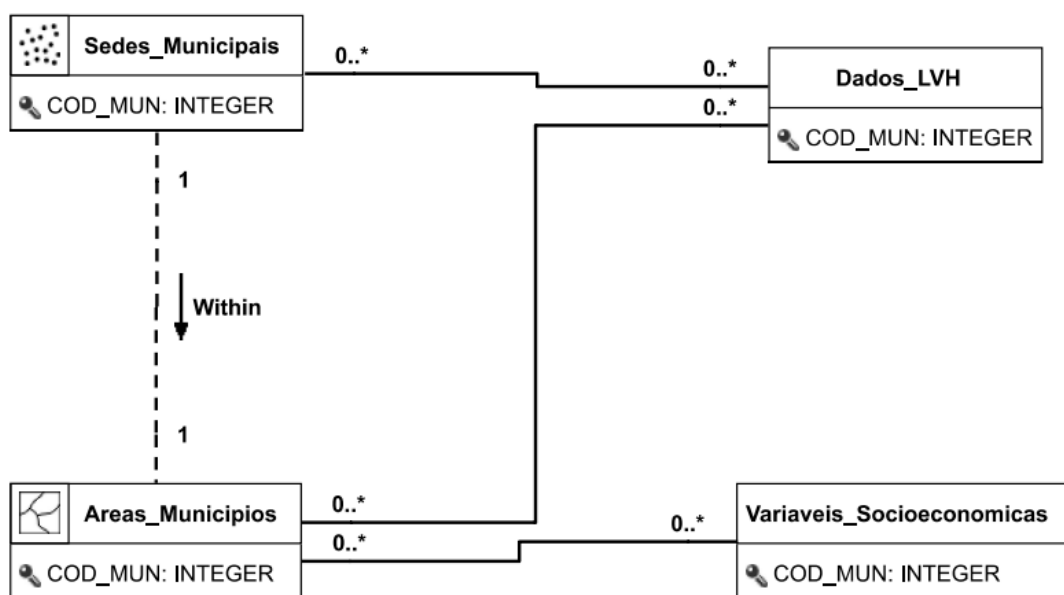 Sedes_Municipais
COD_MUN: INTEGER
0..*
0..*
Dados_LVH
COD_MUN: INTEGER
0..*
1
Within
1
Areas_Municipios
COD_MUN: INTEGER
0..*
0..*
0..*
Variaveis_Socioeconomicas
COD_MUN: INTEGER